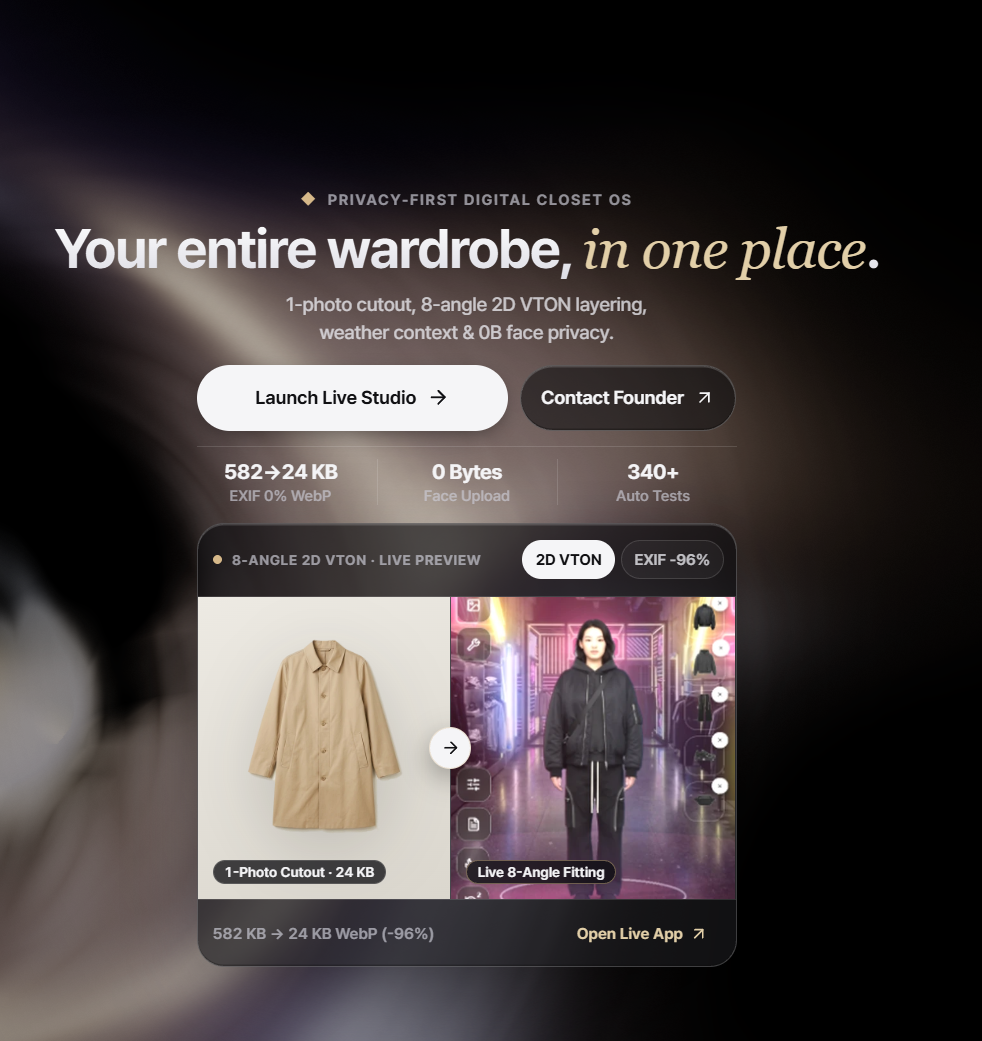 PRIVACY-FIRST DIGITAL CLOSET OS
Your entire wardrobe, in one place.
1-photo cutout, 8-angle 2D VTON layering,
weather context & 0B face privacy.
Launch Live Studio →
Contact Founder ↗
582→24 KB
EXIF 0% WebP
0 Bytes
Face Upload
340+
Auto Tests
8-ANGLE 2D VTON · LIVE PREVIEW
2D VTON
EXIF -96%
1-Photo Cutout · 24 KB
Live 8-Angle Fitting
582 KB → 24 KB WebP (-96%)
Open Live App ↗